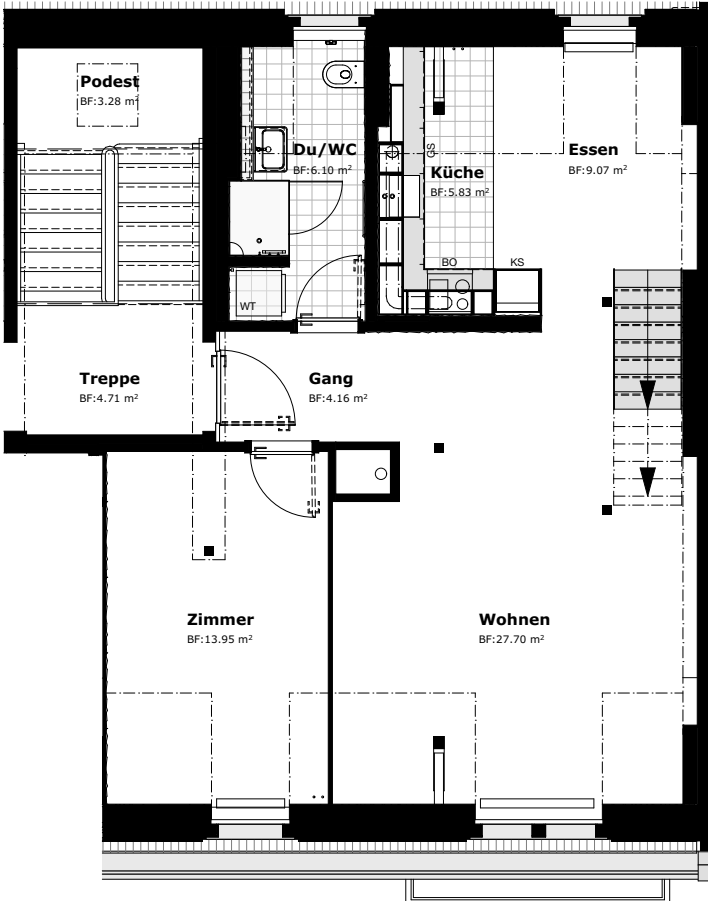 Podest
BF:3.28 m²
Du/WC
BF:6.10 m²
GS
Küche
BF:5.83 m²
Essen
BF:9.07 m²
BO
KS
WT
Treppe
BF:4.71 m²
Gang
BF:4.16 m²
Zimmer
BF:13.95 m²
Wohnen
BF:27.70 m²